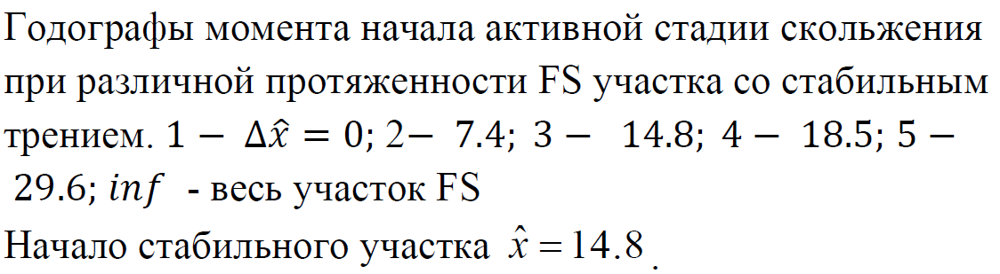 Годографы момента начала активной стадии скольжения
при различной протяженности FS участка со стабильным
трением. 1 − Δx̂ = 0; 2− 7.4; 3 − 14.8; 4 − 18.5; 5 −
29.6; inf - весь участок FS
Начало стабильного участка x̂ = 14.8 .